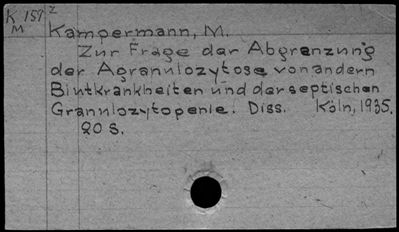 K 157 z
M
Kampermann, M.
Zur Frage der Abgrenzung
der Agranulozytose von andern
Blutkrankheiten und der septischen
Granulozytopenie. Diss. Köln, 1935.
20 S.